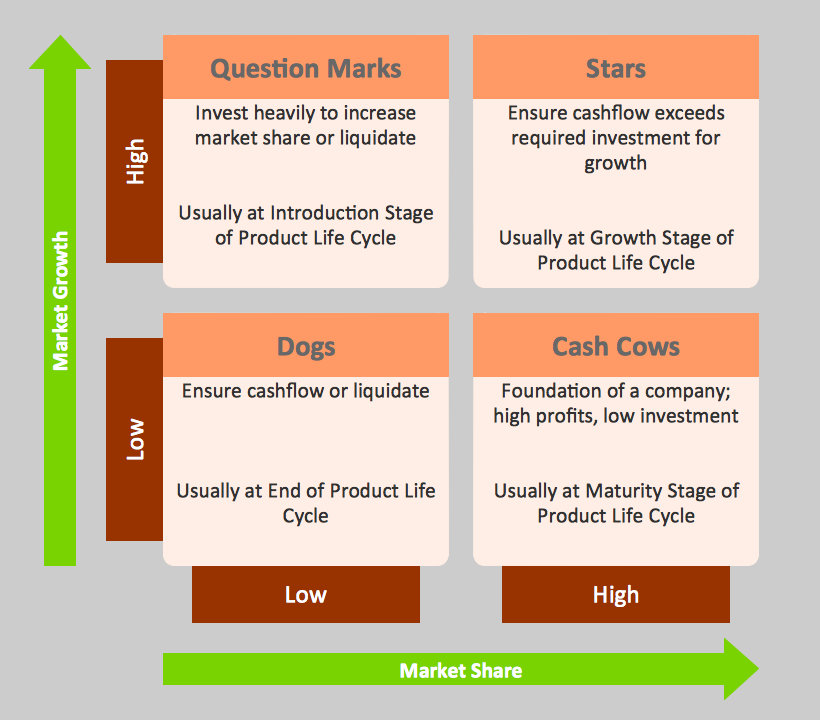 Question Marks
Invest heavily to increase
market share or liquidate
Usually at Introduction Stage
of Product Life Cycle
Stars
Ensure cashflow exceeds
required investment for
growth
Usually at Growth Stage of
Product Life Cycle
High
Market Growth
Dogs
Ensure cashflow or liquidate
Usually at End of Product Life
Cycle
Cash Cows
Foundation of a company;
high profits, low investment
Usually at Maturity Stage of
Product Life Cycle
Low
Low
High
Market Share